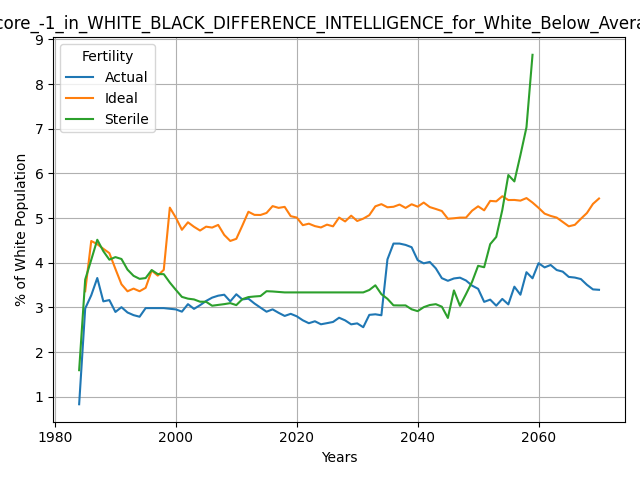 core_-1_in_WHITE_BLACK_DIFFERENCE_INTELLIGENCE_for_White_Below_Avera
Fertility
Actual
Ideal
Sterile
% of White Population
9
8
7
6
5
4
3
2
1
1980
2000
2020
2040
2060
Years